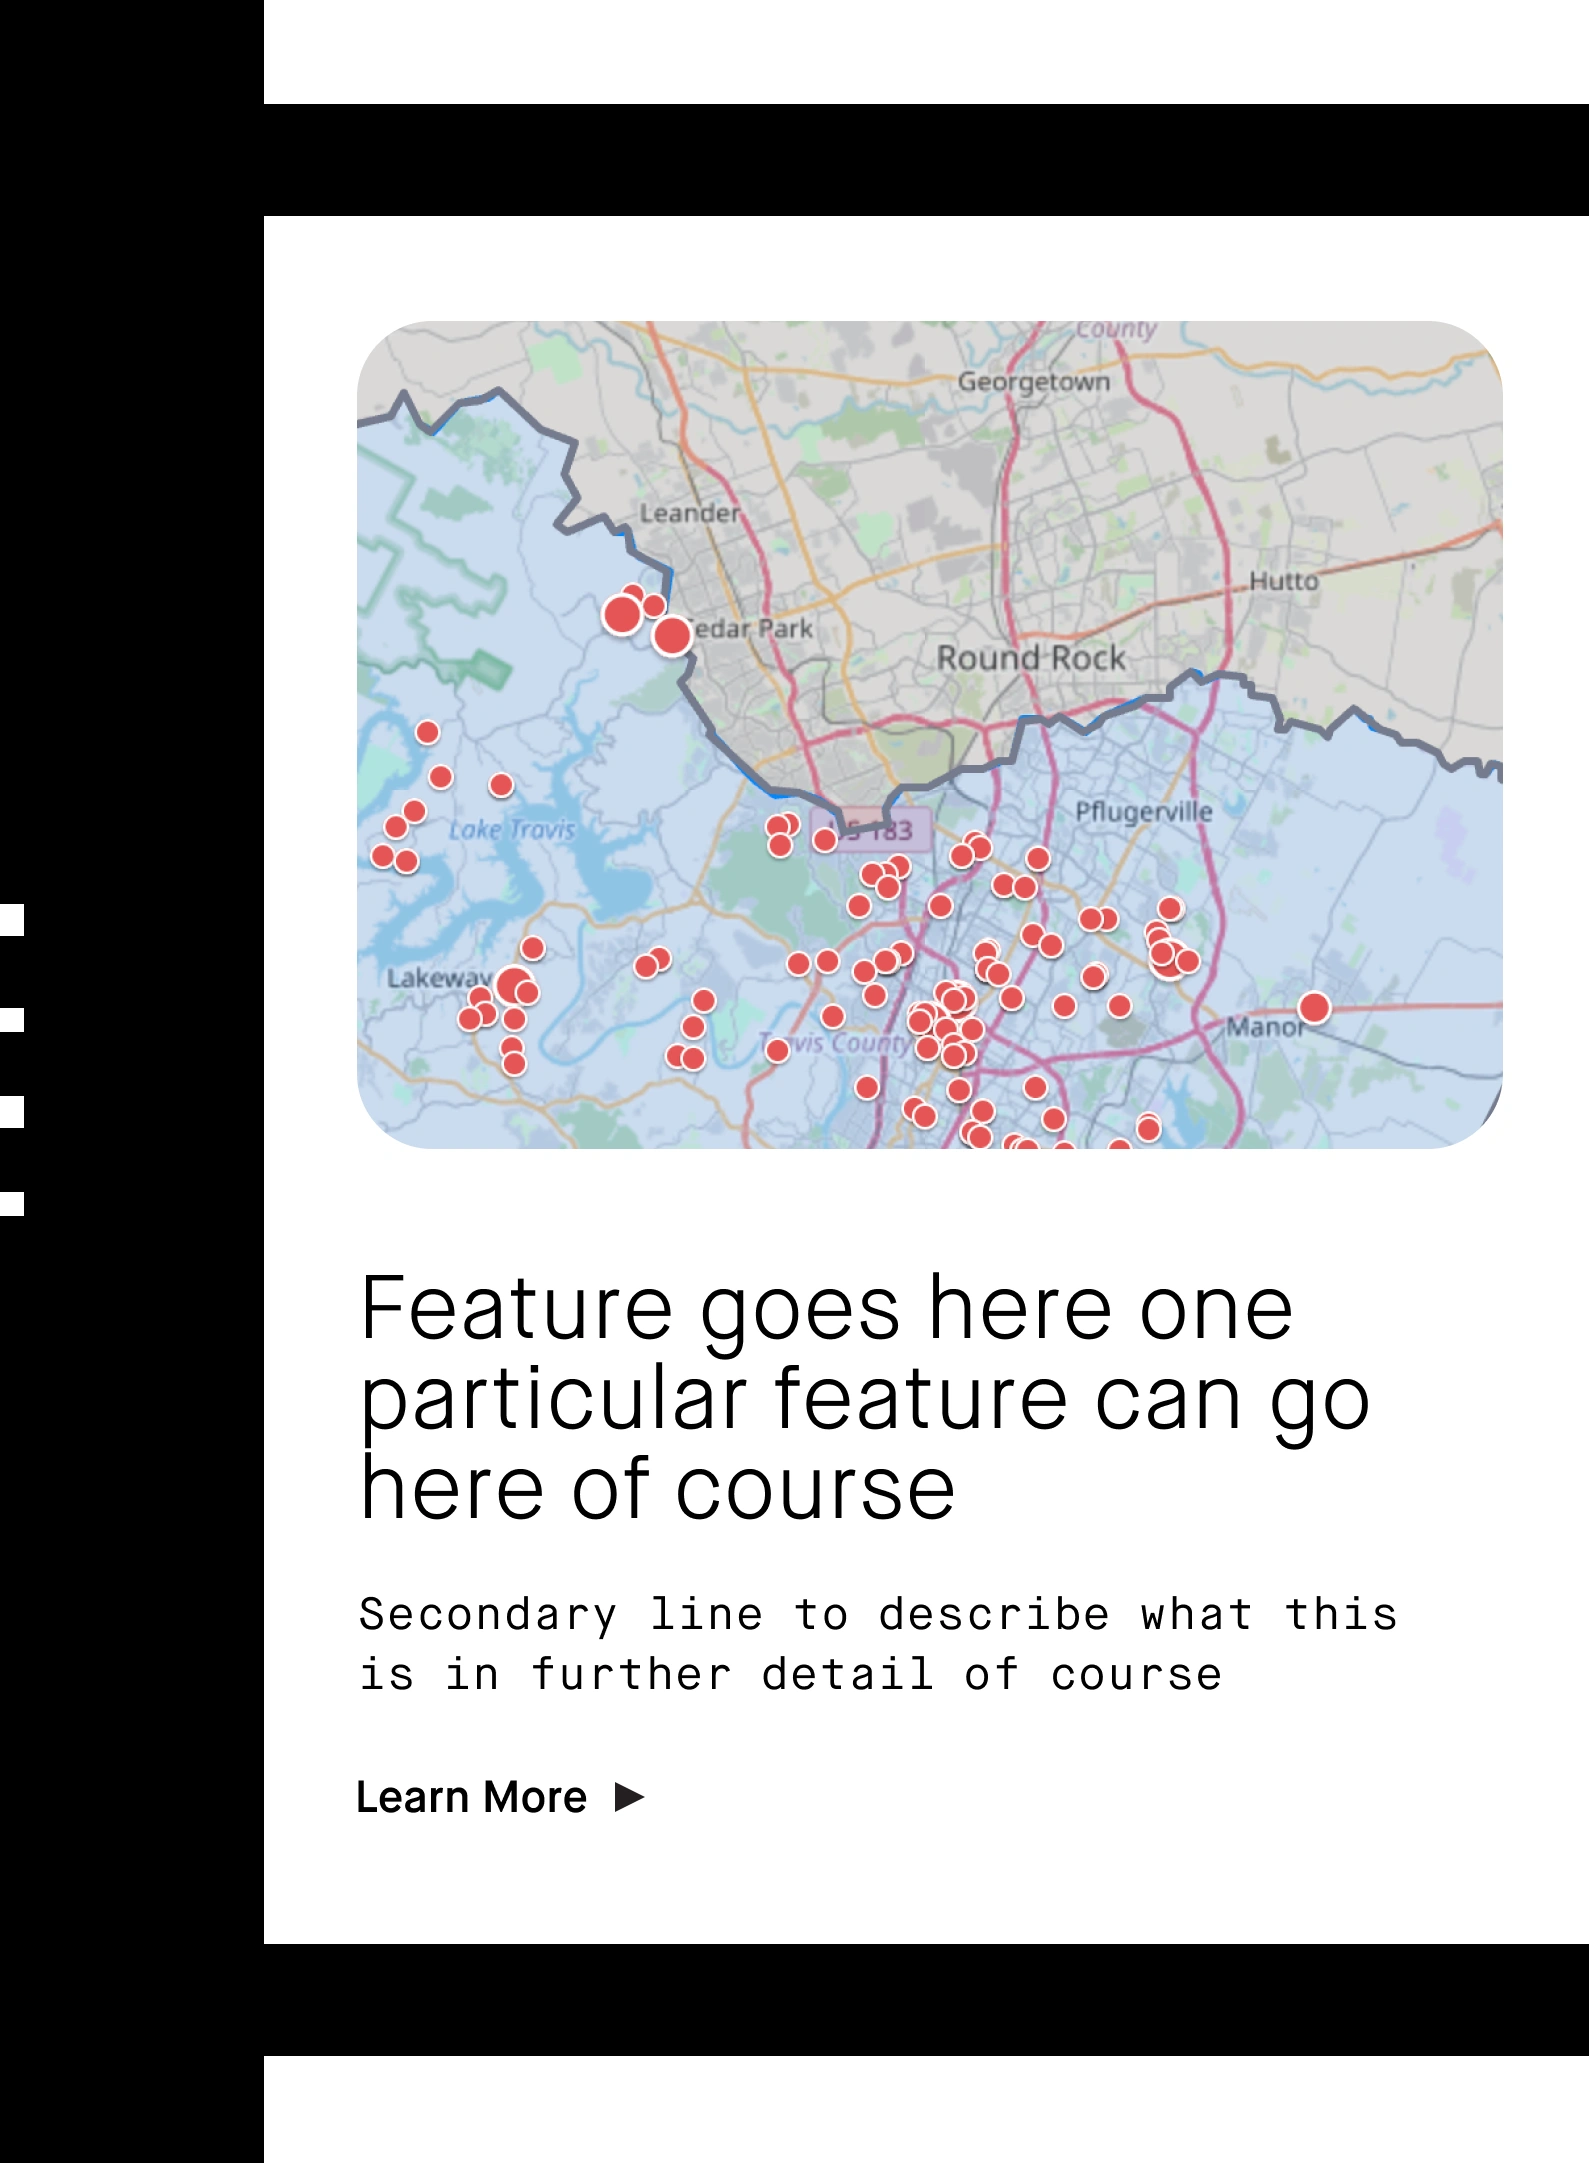 County
Georgetown
Leander
Hutto
edar Park
Round Rock
Pflugerville
Lake Travis
US 183
Lakeway
Manor
Travis County
Feature goes here one
particular feature can go
here of course
Secondary line to describe what this
is in further detail of course
Learn More